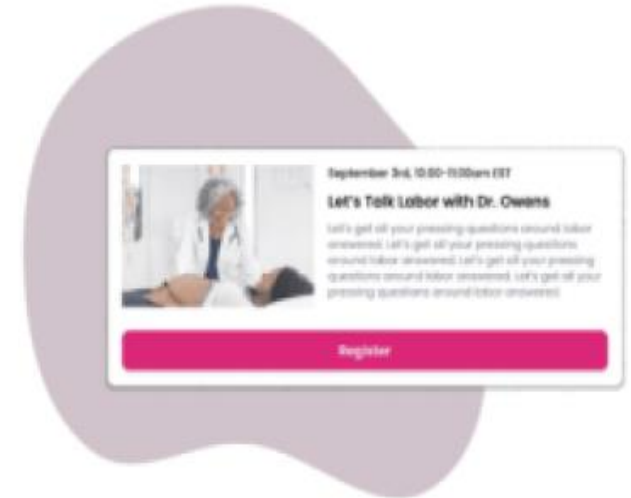 September 3rd, 10:00-11:00am EST
Let's Talk Labor with Dr. Owens
Let's get all your pressing questions around labor
answered. Let's get all your pressing questions
around labor answered. Let's get all your pressing
questions around labor answered. Let's get all your
pressing questions around labor answered.
Register